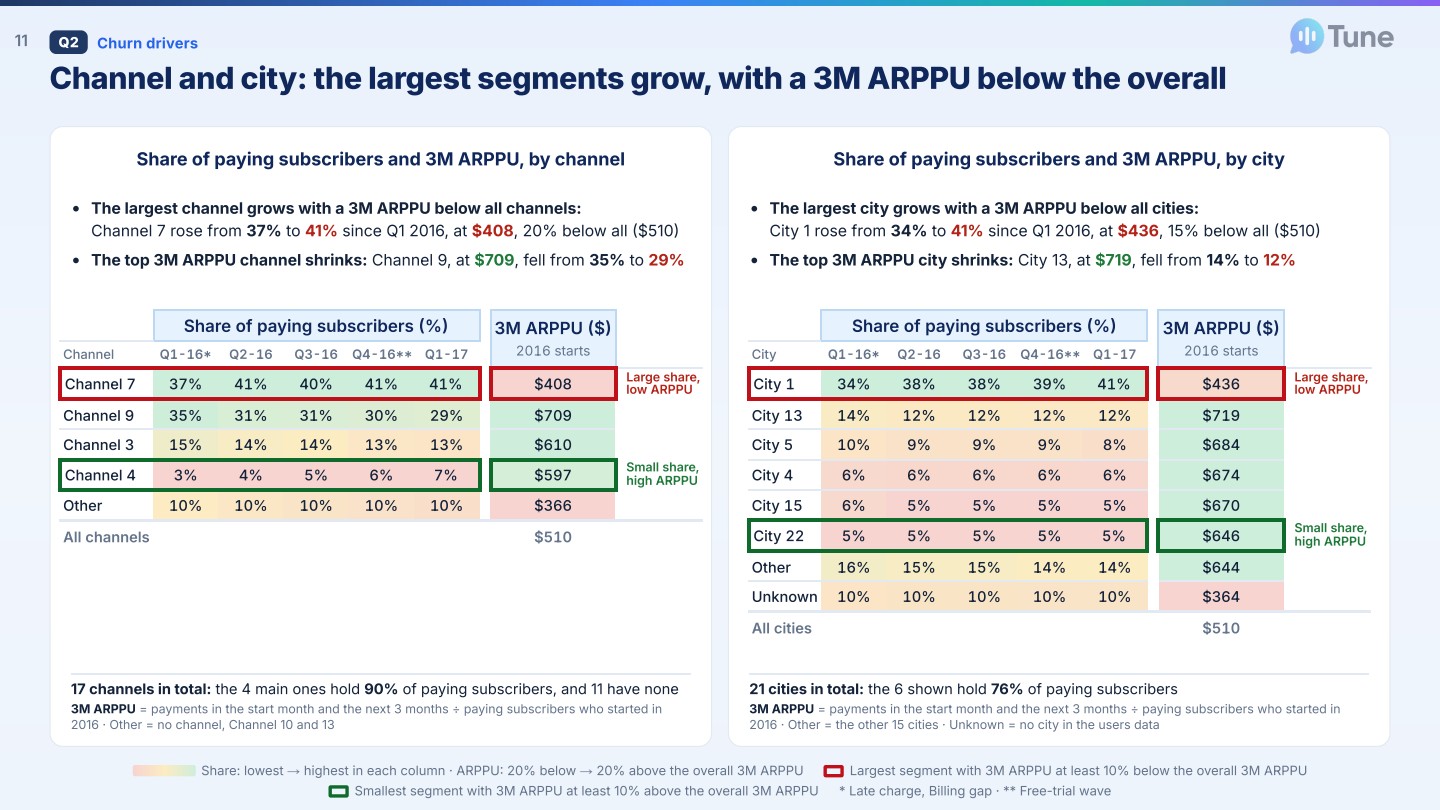 11
Q2 Churn drivers
Tune
Channel and city: the largest segments grow, with a 3M ARPPU below the overall
Share of paying subscribers and 3M ARPPU, by channel
• The largest channel grows with a 3M ARPPU below all channels:
Channel 7 rose from 37% to 41% since Q1 2016, at $408, 20% below all ($510)
• The top 3M ARPPU channel shrinks: Channel 9, at $709, fell from 35% to 29%
Share of paying subscribers (%) 3M ARPPU ($)
2016 starts
Channel Q1-16* Q2-16 Q3-16 Q4-16** Q1-17
Channel 7 37% 41% 40% 41% 41% $408 Large share,
low ARPPU
Channel 9 35% 31% 31% 30% 29% $709
Channel 3 15% 14% 14% 13% 13% $610
Channel 4 3% 4% 5% 6% 7% $597 Small share,
high ARPPU
Other 10% 10% 10% 10% 10% $366
All channels $510
17 channels in total: the 4 main ones hold 90% of paying subscribers, and 11 have none
3M ARPPU = payments in the start month and the next 3 months ÷ paying subscribers who started in
2016 · Other = no channel, Channel 10 and 13
Share of paying subscribers and 3M ARPPU, by city
• The largest city grows with a 3M ARPPU below all cities:
City 1 rose from 34% to 41% since Q1 2016, at $436, 15% below all ($510)
• The top 3M ARPPU city shrinks: City 13, at $719, fell from 14% to 12%
Share of paying subscribers (%) 3M ARPPU ($)
2016 starts
City Q1-16* Q2-16 Q3-16 Q4-16** Q1-17
City 1 34% 38% 38% 39% 41% $436 Large share,
low ARPPU
City 13 14% 12% 12% 12% 12% $719
City 5 10% 9% 9% 9% 8% $684
City 4 6% 6% 6% 6% 6% $674
City 15 6% 5% 5% 5% 5% $670
City 22 5% 5% 5% 5% 5% $646 Small share,
high ARPPU
Other 16% 15% 15% 14% 14% $644
Unknown 10% 10% 10% 10% 10% $364
All cities $510
21 cities in total: the 6 shown hold 76% of paying subscribers
3M ARPPU = payments in the start month and the next 3 months ÷ paying subscribers who started in
2016 · Other = the other 15 cities · Unknown = no city in the users data
Share: lowest → highest in each column · ARPPU: 20% below → 20% above the overall 3M ARPPU Largest segment with 3M ARPPU at least 10% below the overall 3M ARPPU
Smallest segment with 3M ARPPU at least 10% above the overall 3M ARPPU * Late charge, Billing gap · ** Free-trial wave